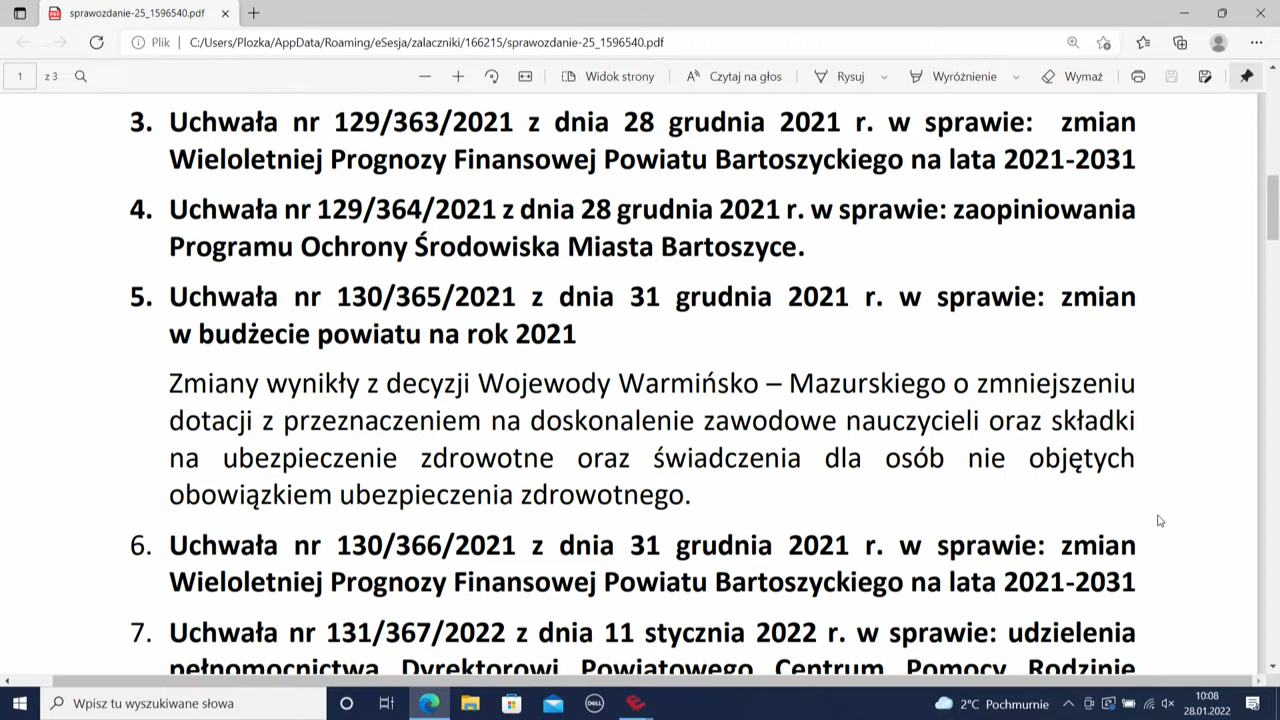 sprawozdanie-25_1596540.pdf
Plik | C:/Users/Plozka/AppData/Roaming/eSesja/zalaczniki/166215/sprawozdanie-25_1596540.pdf
1 z 3 Widok strony Czytaj na głos Rysuj Wyróżnienie Wymaż
3. Uchwała nr 129/363/2021 z dnia 28 grudnia 2021 r. w sprawie: zmian
Wieloletniej Prognozy Finansowej Powiatu Bartoszyckiego na lata 2021-2031
4. Uchwała nr 129/364/2021 z dnia 28 grudnia 2021 r. w sprawie: zaopiniowania
Programu Ochrony Środowiska Miasta Bartoszyce.
5. Uchwała nr 130/365/2021 z dnia 31 grudnia 2021 r. w sprawie: zmian
w budżecie powiatu na rok 2021
Zmiany wynikły z decyzji Wojewody Warmińsko – Mazurskiego o zmniejszeniu
dotacji z przeznaczeniem na doskonalenie zawodowe nauczycieli oraz składki
na ubezpieczenie zdrowotne oraz świadczenia dla osób nie objętych
obowiązkiem ubezpieczenia zdrowotnego.
6. Uchwała nr 130/366/2021 z dnia 31 grudnia 2021 r. w sprawie: zmian
Wieloletniej Prognozy Finansowej Powiatu Bartoszyckiego na lata 2021-2031
7. Uchwała nr 131/367/2022 z dnia 11 stycznia 2022 r. w sprawie: udzielenia
pełnomocnictwa Dyrektorowi Powiatowego Centrum Pomocy Rodzinie
Wpisz tu wyszukiwane słowa DELL 2°C Pochmurnie 10:08
28.01.2022